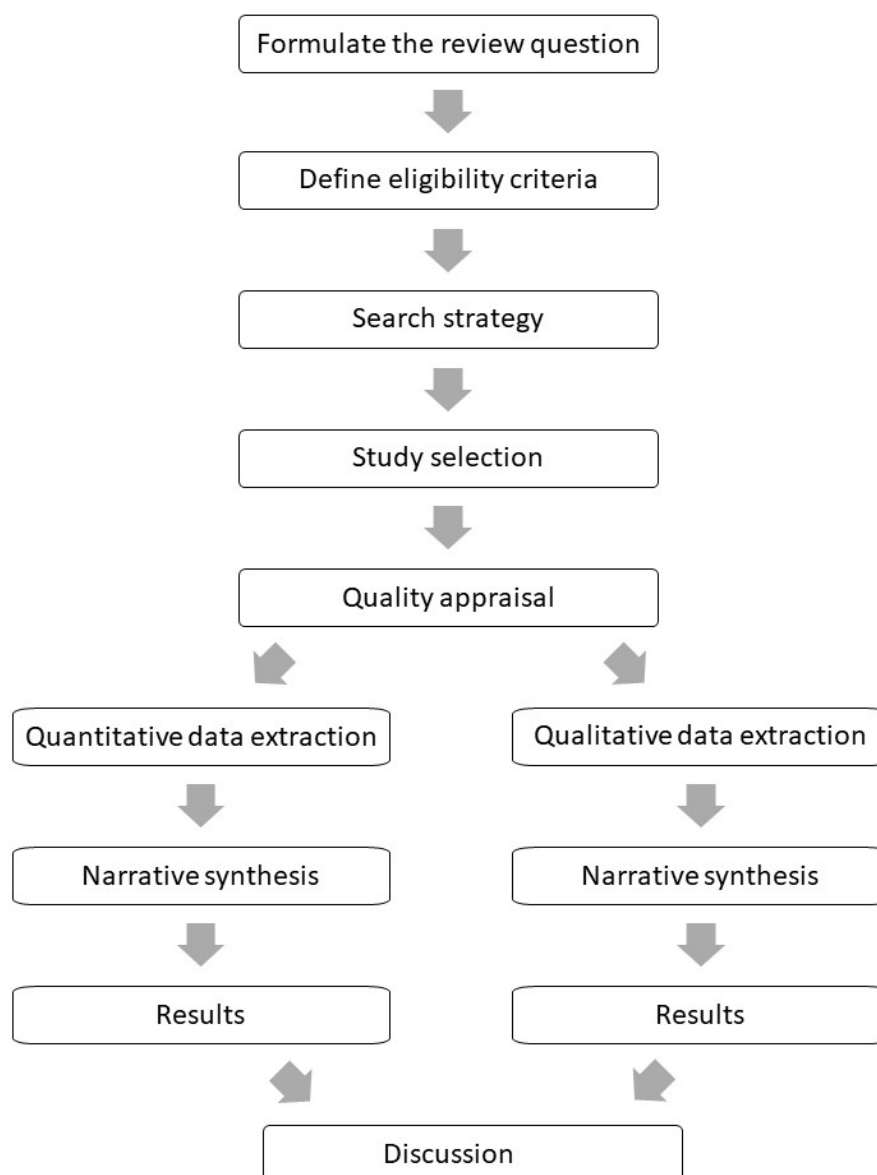 Formulate the review question
Define eligibility criteria
Search strategy
Study selection
Quality appraisal
Quantitative data extraction
Qualitative data extraction
Narrative synthesis
Narrative synthesis
Results
Results
Discussion